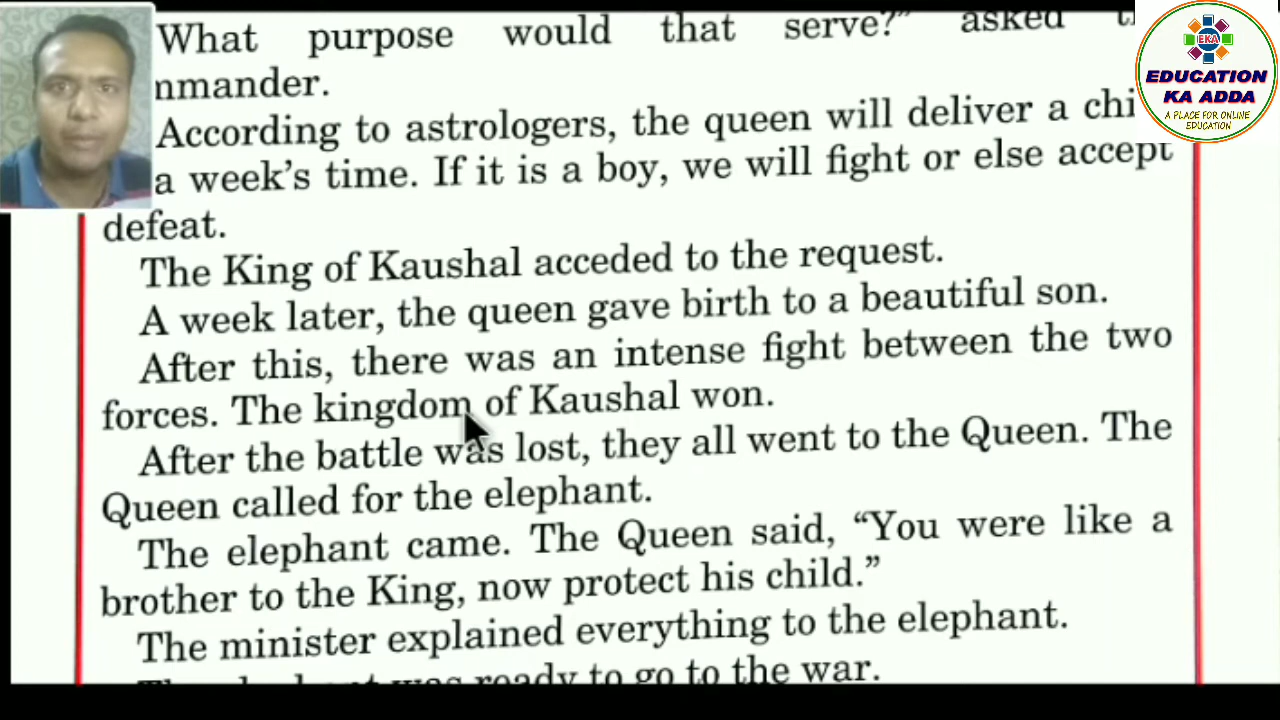 What purpose would that serve?” asked
mmander.
According to astrologers, the queen will deliver a
a week’s time. If it is a boy, we will fight or else accept
defeat.
The King of Kaushal acceded to the request.
A week later, the queen gave birth to a beautiful son.
After this, there was an intense fight between the two
forces. The kingdom of Kaushal won.
After the battle was lost, they all went to the Queen. The
Queen called for the elephant.
The elephant came. The Queen said, “You were like a
brother to the King, now protect his child.”
The minister explained everything to the elephant.
was ready to go to the war.
EKA
EDUCATION
KA ADDA
A PLACE FOR ONLINE
EDUCATION